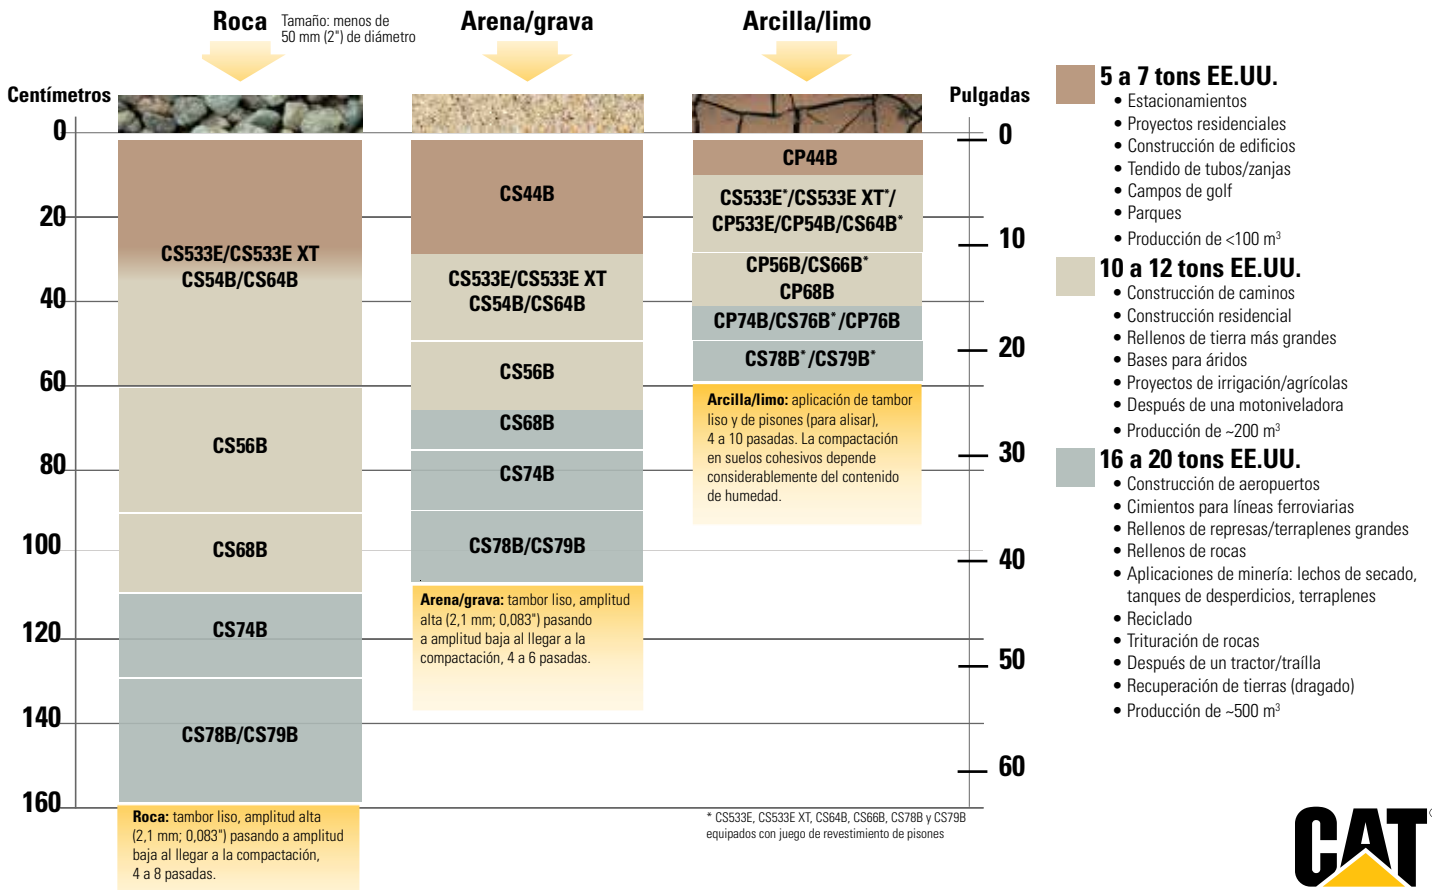 Roca
Tamaño: menos de
50 mm (2") de diámetro
Arena/grava
Arcilla/limo
Centímetros
Pulgadas
0
20
40
60
80
100
120
140
160
CS533E/CS533E XT
CS54B/CS64B
CS56B
CS68B
CS74B
CS78B/CS79B
Roca: tambor liso, amplitud alta
(2,1 mm; 0,083") pasando a amplitud
baja al llegar a la compactación,
4 a 8 pasadas.
CS44B
CS533E/CS533E XT
CS54B/CS64B
CS56B
CS68B
CS74B
CS78B/CS79B
Arena/grava: tambor liso, amplitud
alta (2,1 mm; 0,083") pasando
a amplitud baja al llegar a la
compactación, 4 a 6 pasadas.
CP44B
CS533E*/CS533E XT*/
CP533E/CP54B/CS64B*
CP56B/CS66B*
CP68B
CP74B/CS76B*/CP76B
CS78B*/CS79B*
Arcilla/limo: aplicación de tambor
liso y de pisones (para alisar),
4 a 10 pasadas. La compactación
en suelos cohesivos depende
considerablemente del contenido
de humedad.
* CS533E, CS533E XT, CS64B, CS66B, CS78B y CS79B
equipados con juego de revestimiento de pisones
0
10
20
30
40
50
60
5 a 7 tons EE.UU.
• Estacionamientos
• Proyectos residenciales
• Construcción de edificios
• Tendido de tubos/zanjas
• Campos de golf
• Parques
• Producción de <100 m³
10 a 12 tons EE.UU.
• Construcción de caminos
• Construcción residencial
• Rellenos de tierra más grandes
• Bases para áridos
• Proyectos de irrigación/agrícolas
• Después de una motoniveladora
• Producción de ~200 m³
16 a 20 tons EE.UU.
• Construcción de aeropuertos
• Cimientos para líneas ferroviarias
• Rellenos de represas/terraplenes grandes
• Rellenos de rocas
• Aplicaciones de minería: lechos de secado,
tanques de desperdicios, terraplenes
• Reciclado
• Trituración de rocas
• Después de un tractor/traílla
• Recuperación de tierras (dragado)
• Producción de ~500 m³
CAT